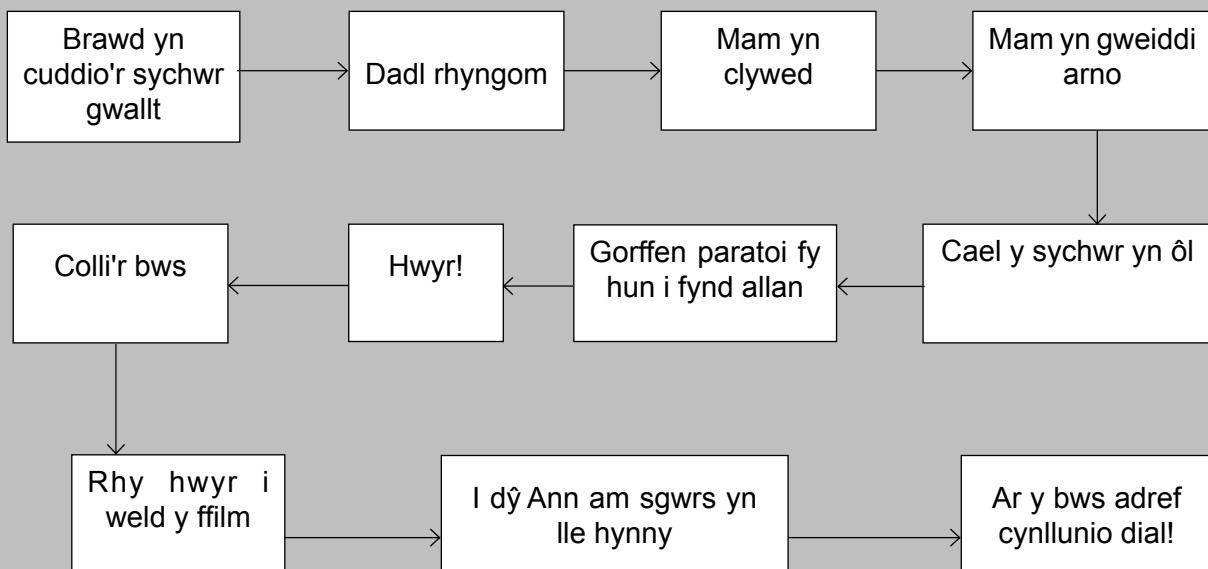 Brawd yn
cuddio'r sychwr
gwallt
Dadl rhyngom
Mam yn
clywed
Mam yn gweiddi
arno
Cael y sychwr yn ôl
Gorffen paratoi fy
hun i fynd allan
Hwyr!
Colli'r bws
Rhy hwyr i
weld y ffilm
I dŷ Ann am sgwrs yn
lle hynny
Ar y bws adref
cynllunio dial!